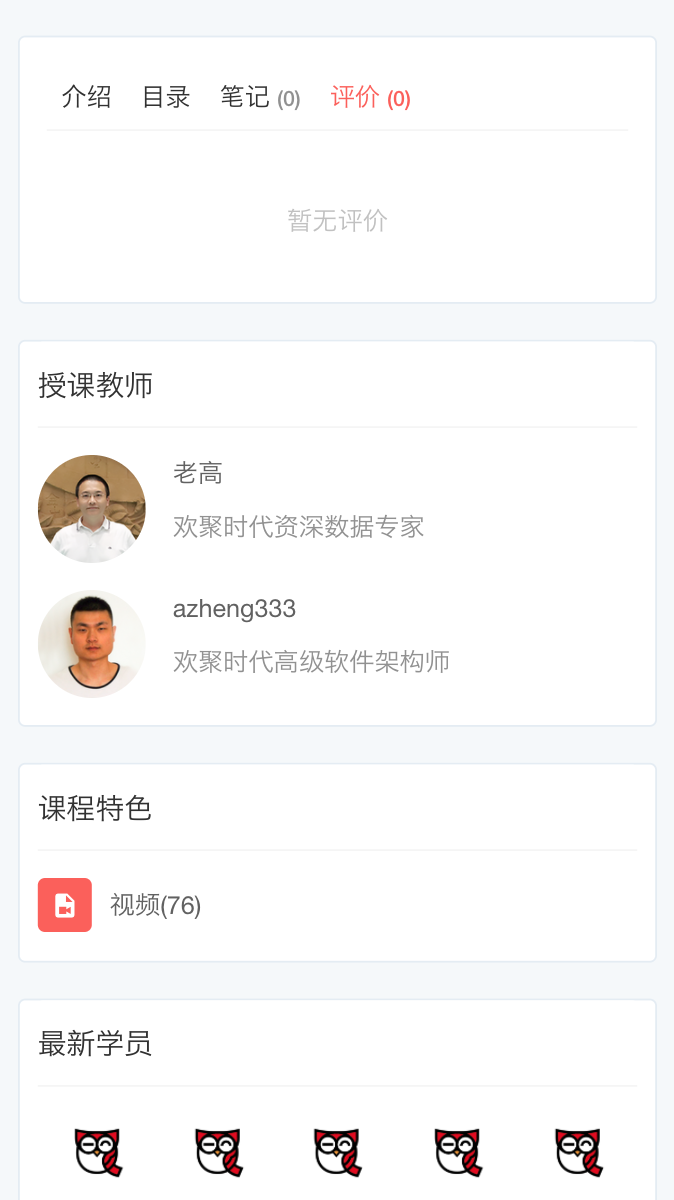 介绍 目录 笔记 (0) 评价 (0)
暂无评价
授课教师
老高
欢聚时代资深数据专家
azheng333
欢聚时代高级软件架构师
课程特色
视频(76)
最新学员